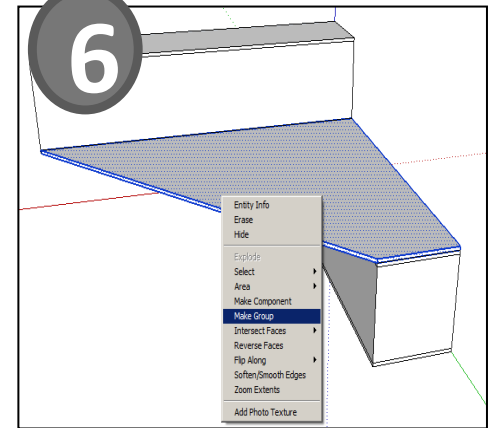 6
Entity Info
Erase
Hide
Explode
Select
Area
Make Component
Make Group
Intersect Faces
Reverse Faces
Flip Along
Soften/Smooth Edges
Zoom Extents
Add Photo Texture